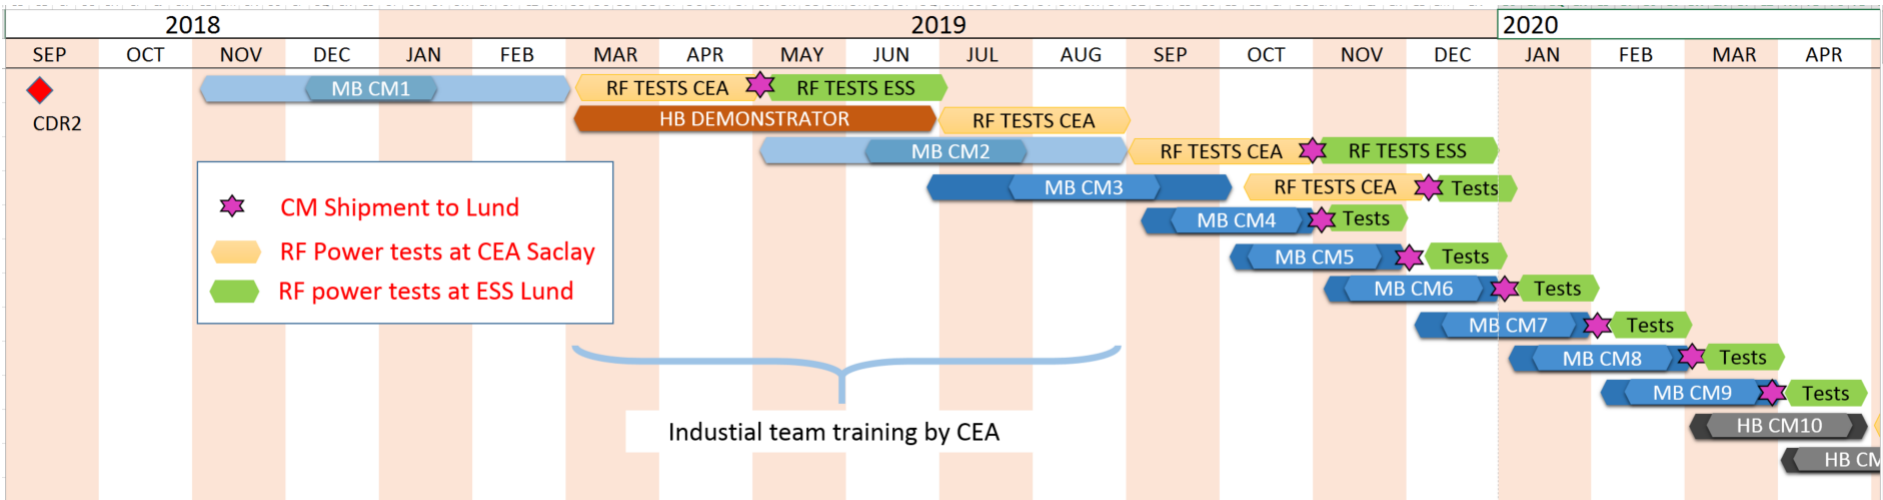 2018 2019 2020
SEP OCT NOV DEC JAN FEB MAR APR MAY JUN JUL AUG SEP OCT NOV DEC JAN FEB MAR APR
MB CM1 RF TESTS CEA RF TESTS ESS
CDR2 HB DEMONSTRATOR RF TESTS CEA
MB CM2 RF TESTS CEA RF TESTS ESS
MB CM3 RF TESTS CEA Tests
CM Shipment to Lund
MB CM4 Tests
RF Power tests at CEA Saclay
MB CM5 Tests
RF power tests at ESS Lund
MB CM6 Tests
MB CM7 Tests
MB CM8 Tests
MB CM9 Tests
Industial team training by CEA
HB CM10
HB CM